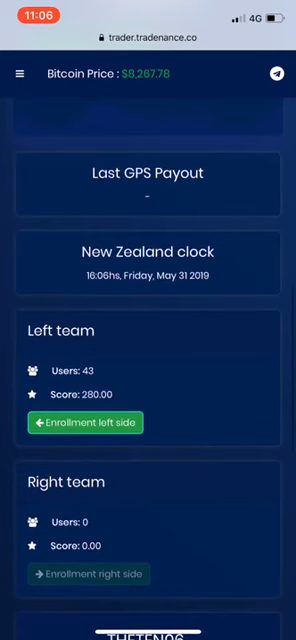 11:06
4G
trader.tradenance.co
Bitcoin Price : $8,267.78
Last GPS Payout
-
New Zealand clock
16:06hs, Friday, May 31 2019
Left team
Users: 43
Score: 280.00
Enrollment left side
Right team
Users: 0
Score: 0.00
Enrollment right side